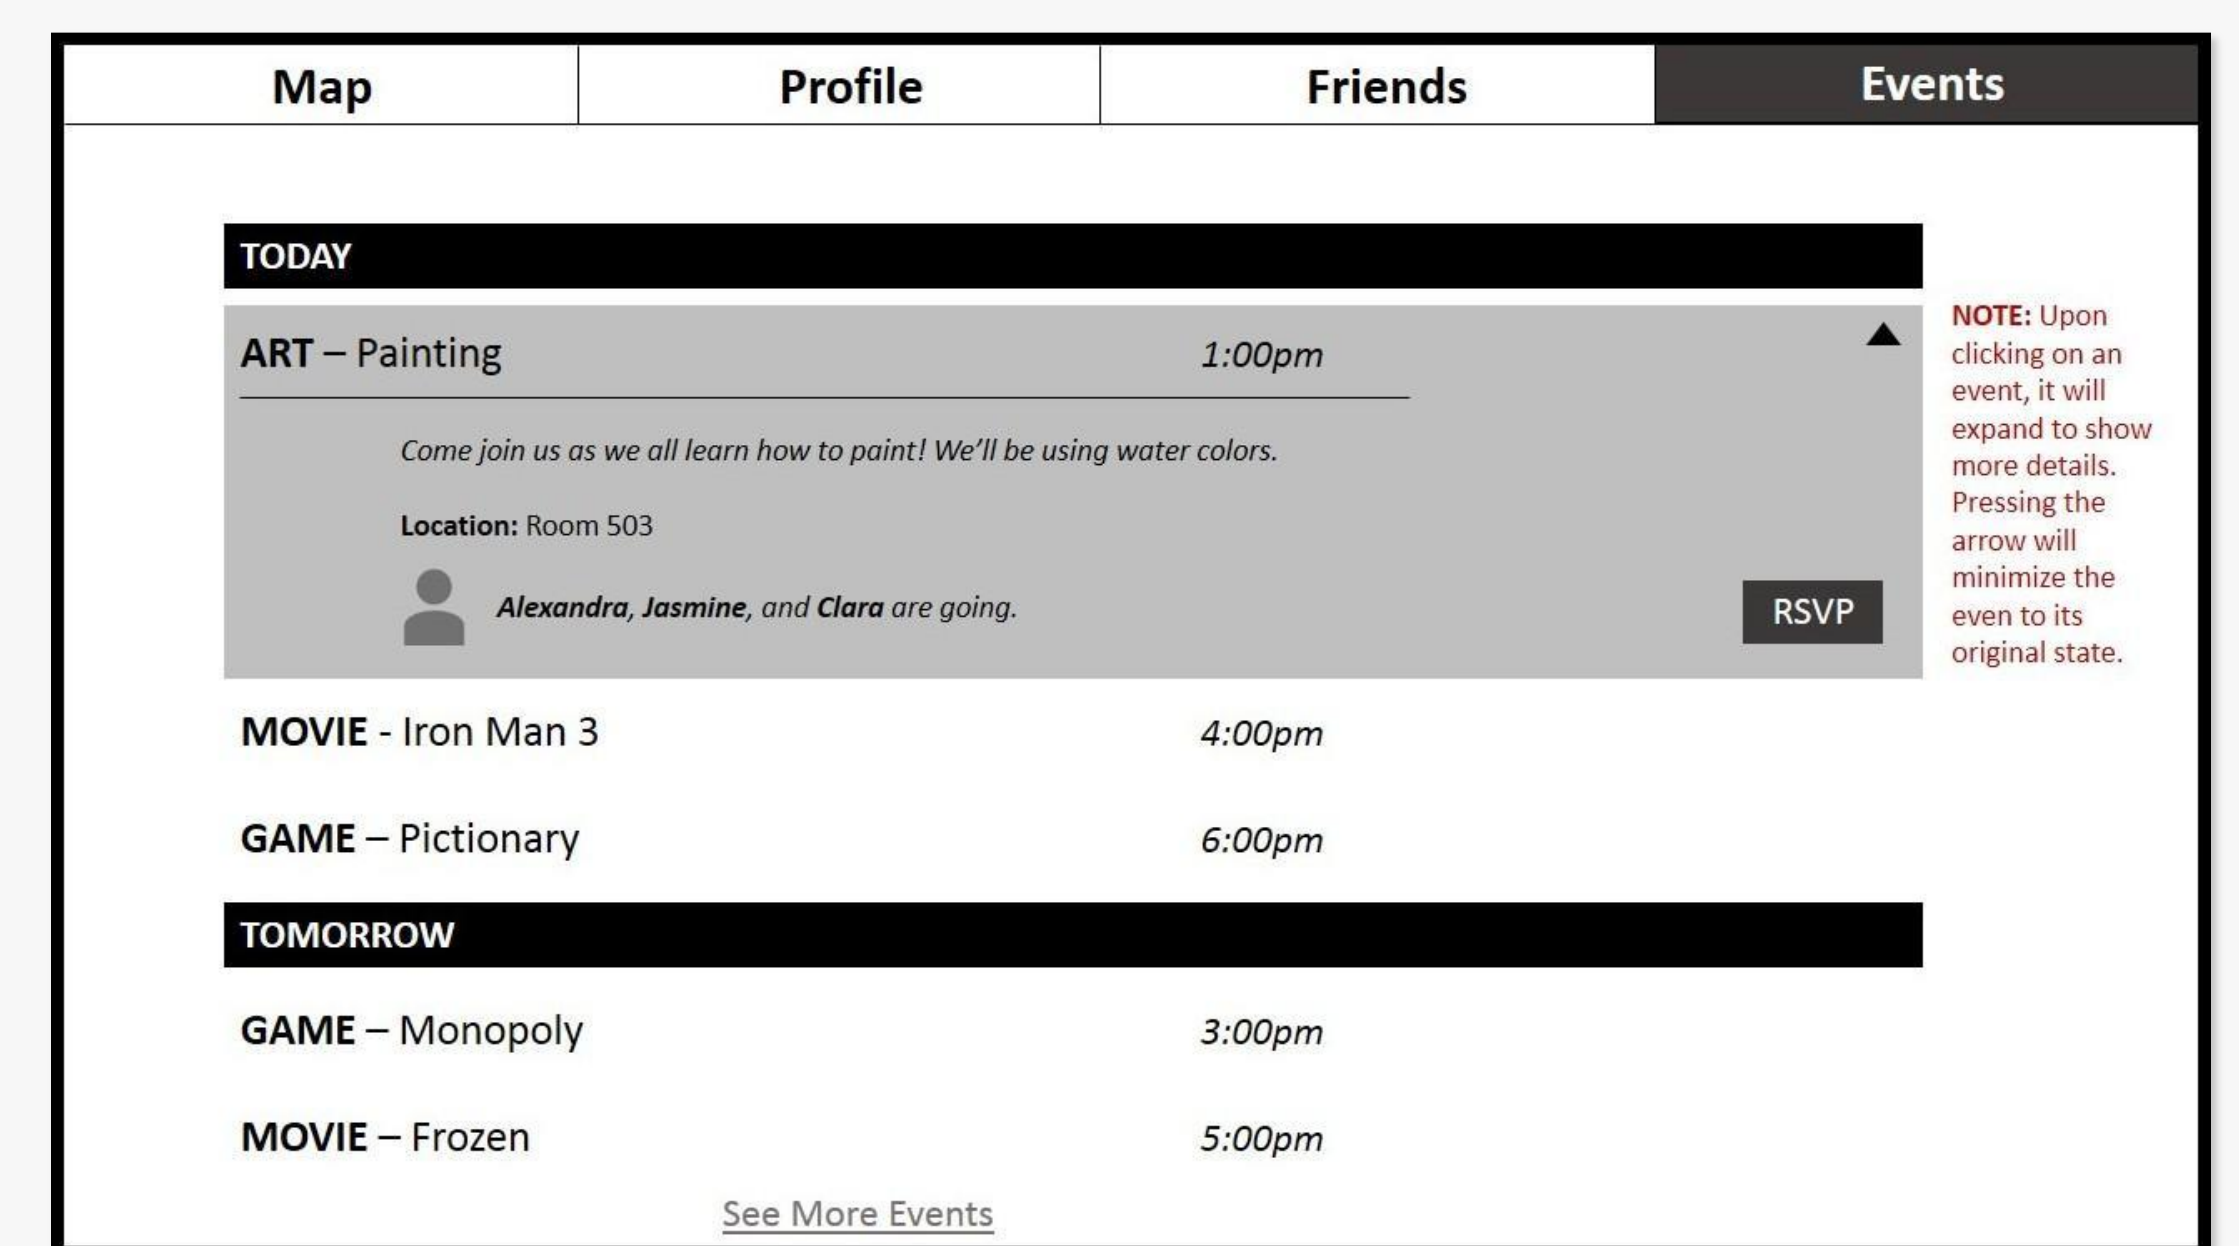 Map Profile Friends Events
TODAY
ART – Painting 1:00pm
Come join us as we all learn how to paint! We’ll be using water colors.
Location: Room 503
Alexandra, Jasmine, and Clara are going.
RSVP
NOTE: Upon
clicking on an
event, it will
expand to show
more details.
Pressing the
arrow will
minimize the
even to its
original state.
MOVIE - Iron Man 3 4:00pm
GAME – Pictionary 6:00pm
TOMORROW
GAME – Monopoly 3:00pm
MOVIE – Frozen 5:00pm
See More Events